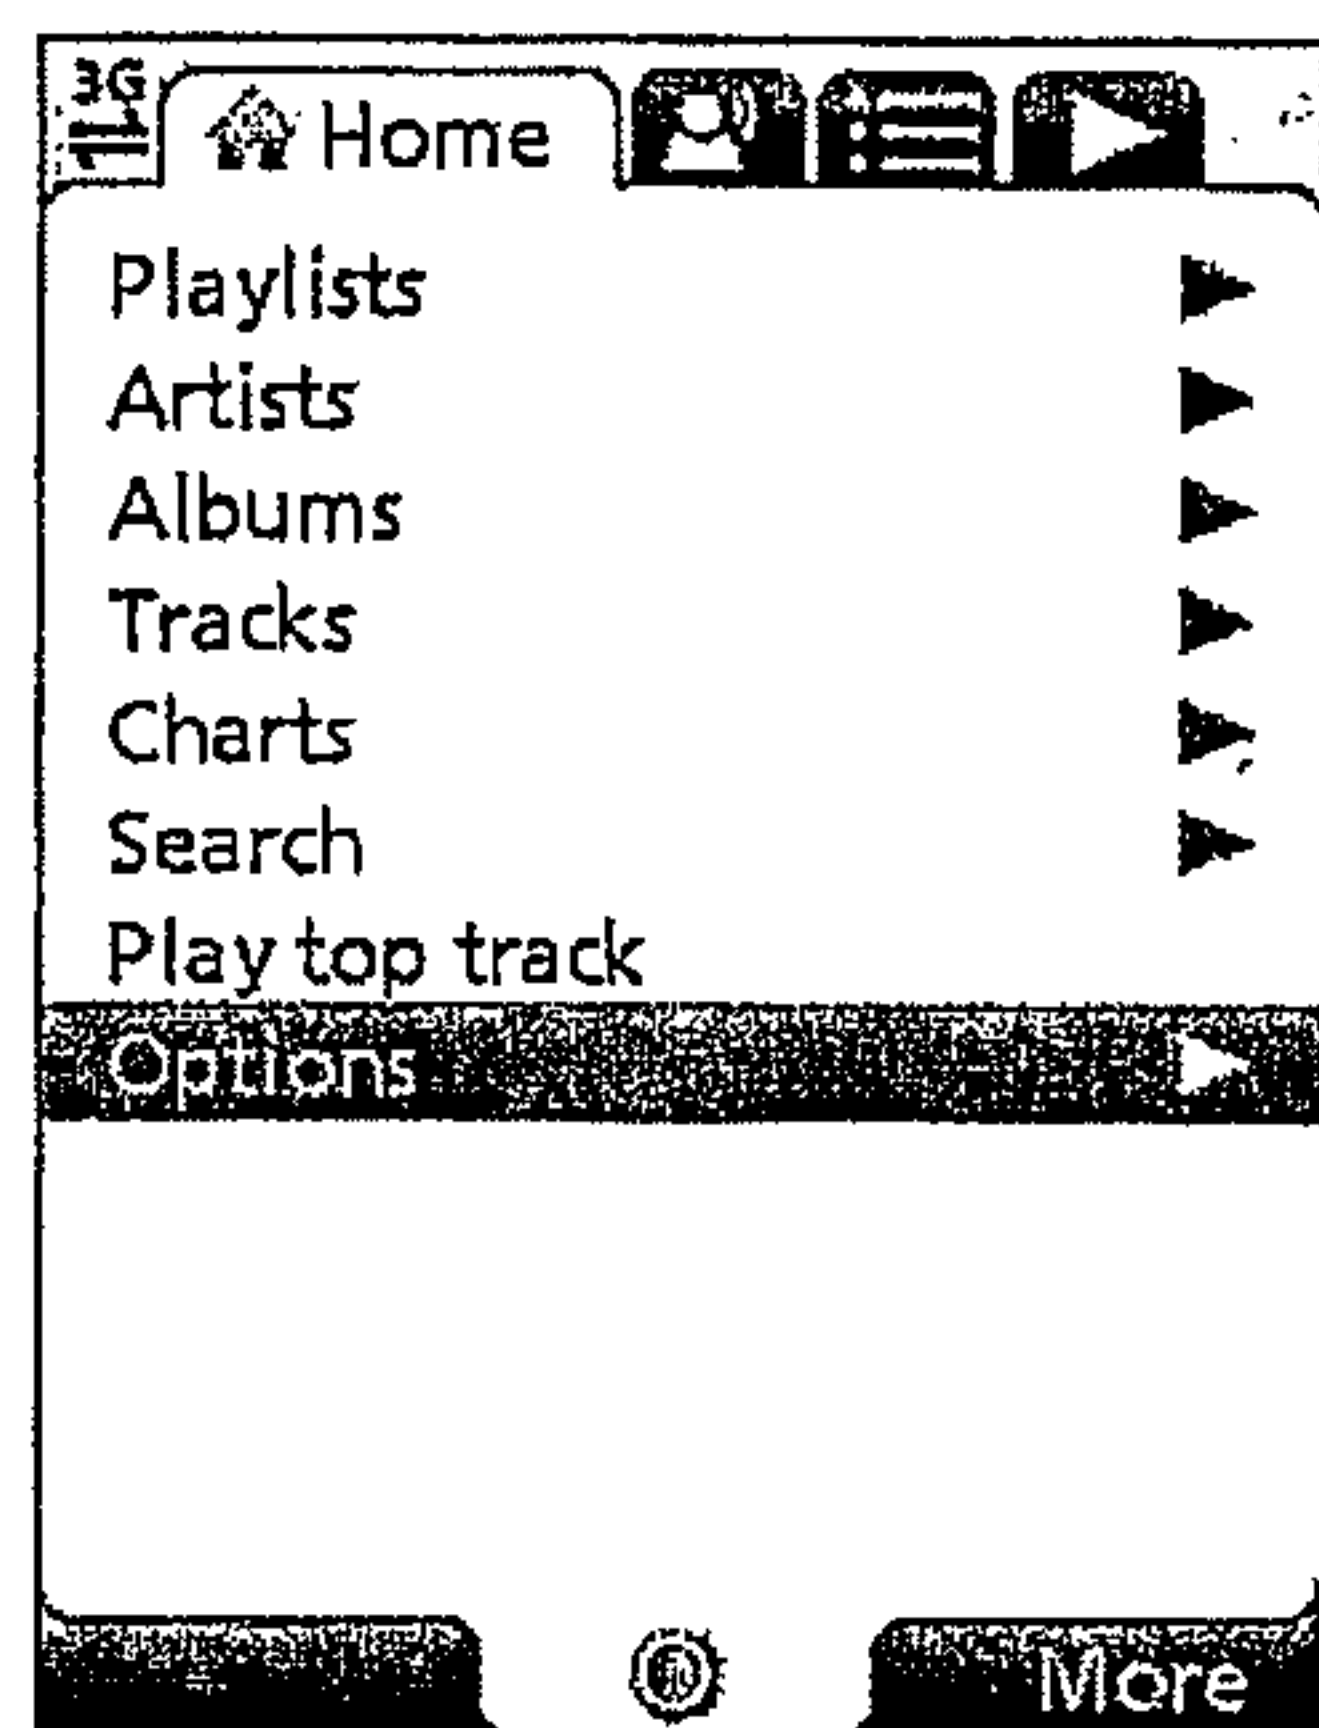 3G
Home
Playlists
Artists
Albums
Tracks
Charts
Search
Play top track
Options
More